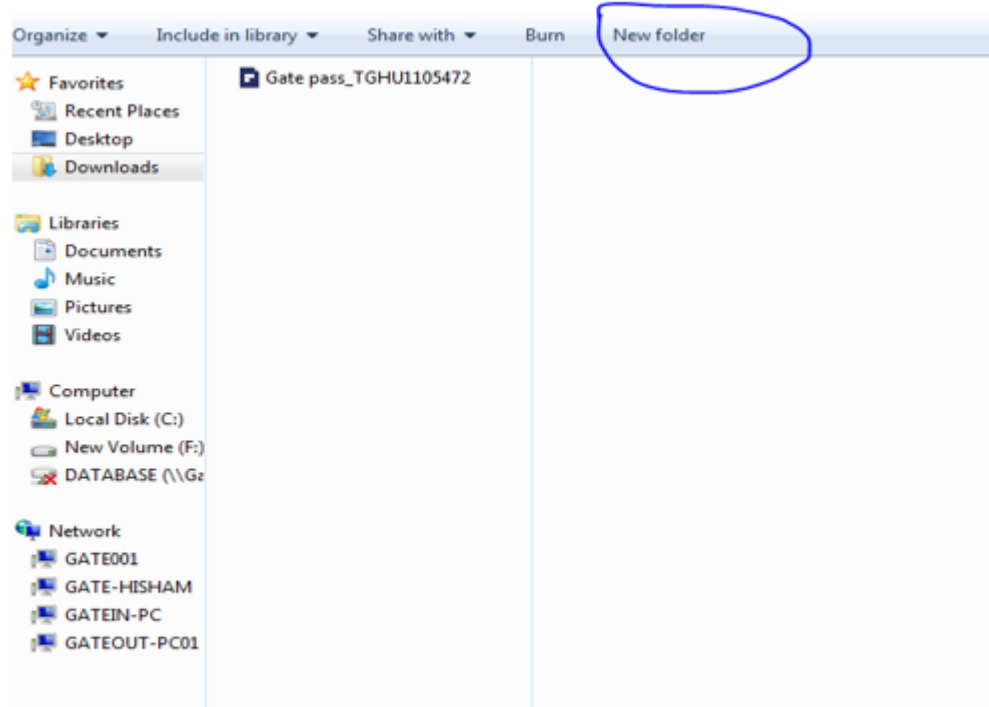 Organize Include in library Share with Burn New folder
Favorites
Recent Places
Desktop
Downloads
Libraries
Documents
Music
Pictures
Videos
Computer
Local Disk (C:)
New Volume (F:)
DATABASE (\\Ga
Network
GATE001
GATE-HISHAM
GATEIN-PC
GATEOUT-PC01
Gate pass_TGHU1105472